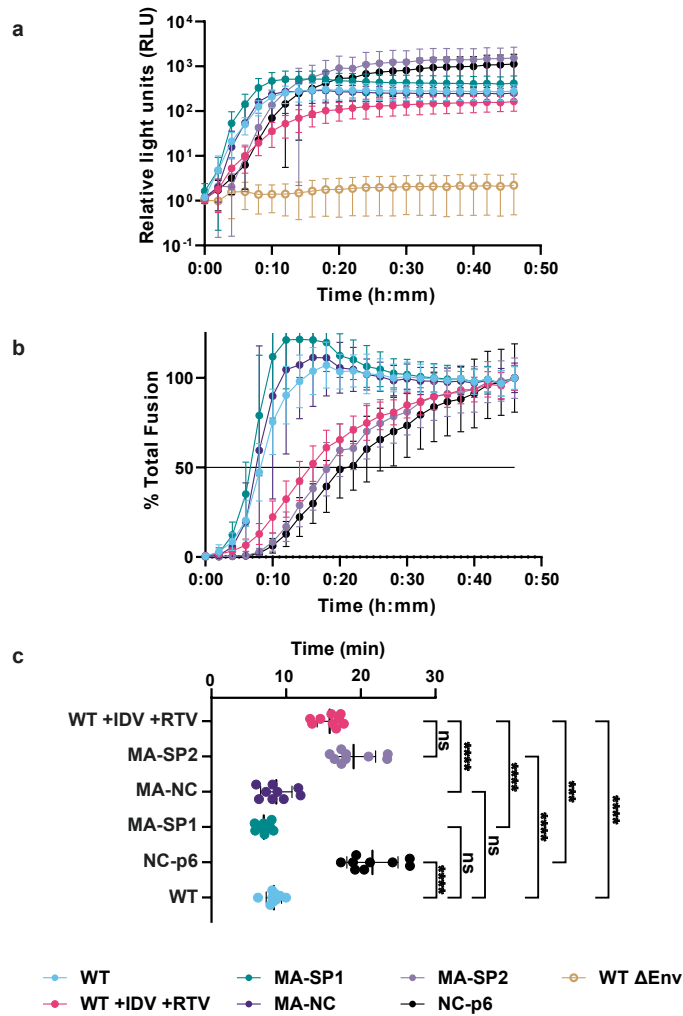 a
Relative light units (RLU)
10⁴
10³
10²
10¹
10⁰
10⁻¹
0:00 0:10 0:20 0:30 0:40 0:50
Time (h:mm)
b
% Total Fusion
100
50
0
0:00 0:10 0:20 0:30 0:40 0:50
Time (h:mm)
c
Time (min)
0 10 20 30
WT +IDV +RTV
MA-SP2
MA-NC
MA-SP1
NC-p6
WT
ns
****
****
***
****
****
ns
ns
****
WT MA-SP1 MA-SP2 WT ΔEnv
WT +IDV +RTV MA-NC NC-p6